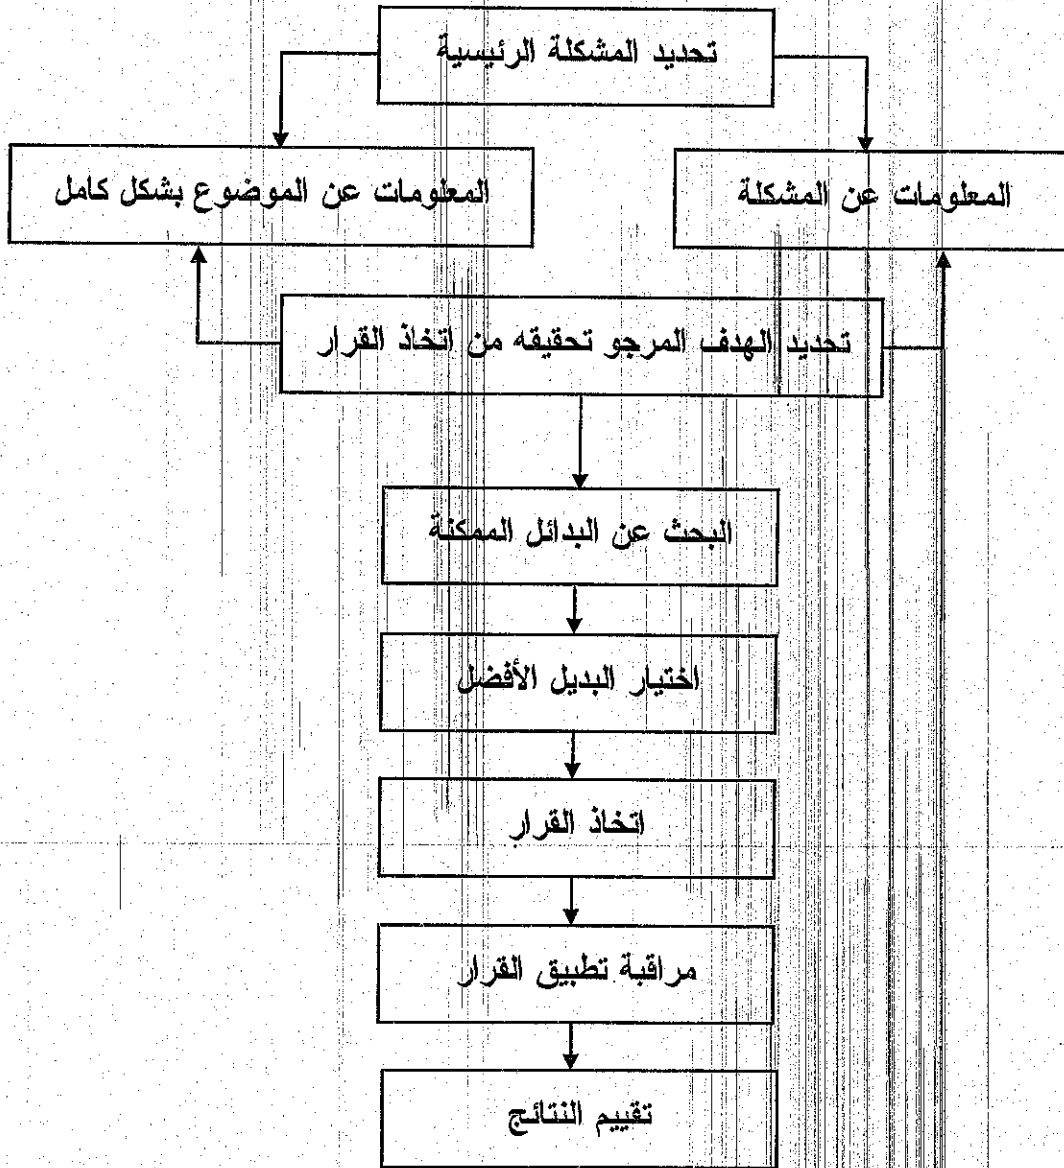 تحديد المشكلة الرئيسية
المعلومات عن المشكلة
المعلومات عن الموضوع بشكل كامل
تحديد الهدف المرجو تحقيقه من اتخاذ القرار
البحث عن البدائل الممكنة
اختيار البديل الأفضل
اتخاذ القرار
مراقبة تطبيق القرار
تقييم النتائج